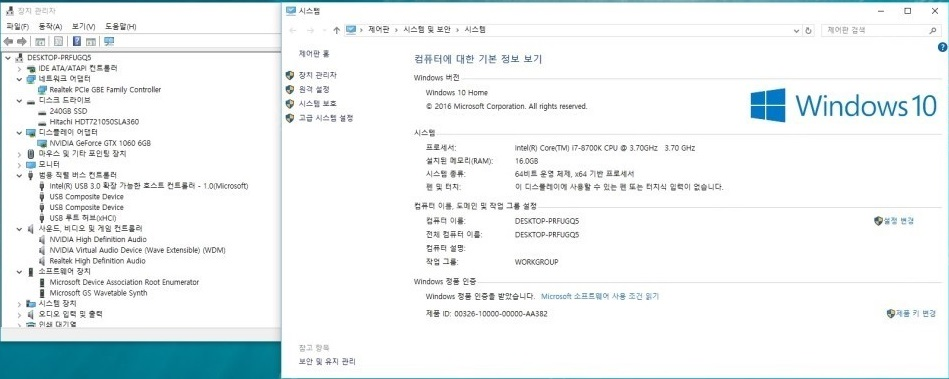 장치 관리자
파일(F) 동작(A) 보기(V) 도움말(H)
DESKTOP-PRFUGQ5
IDE ATA/ATAPI 컨트롤러
네트워크 어댑터
Realtek PCIe GBE Family Controller
디스크 드라이브
240GB SSD
Hitachi HDT721050SLA360
디스플레이 어댑터
NVIDIA GeForce GTX 1060 6GB
마우스 및 기타 포인팅 장치
모니터
범용 직렬 버스 컨트롤러
Intel(R) USB 3.0 확장 가능한 호스트 컨트롤러 - 1.0(Microsoft)
USB Composite Device
USB Composite Device
USB 루트 허브(xHCI)
사운드, 비디오 및 게임 컨트롤러
NVIDIA High Definition Audio
NVIDIA Virtual Audio Device (Wave Extensible) (WDM)
Realtek High Definition Audio
소프트웨어 장치
Microsoft Device Association Root Enumerator
Microsoft GS Wavetable Synth
시스템 장치
오디오 입력 및 출력
인쇄 대기열
시스템
제어판 > 시스템 및 보안 > 시스템
제어판 검색
제어판 홈
장치 관리자
원격 설정
시스템 보호
고급 시스템 설정
참고 항목
보안 및 유지 관리
컴퓨터에 대한 기본 정보 보기
Windows 버전
Windows 10 Home
© 2016 Microsoft Corporation. All rights reserved.
Windows 10
시스템
프로세서: Intel(R) Core(TM) i7-8700K CPU @ 3.70GHz 3.70 GHz
설치된 메모리(RAM): 16.0GB
시스템 종류: 64비트 운영 체제, x64 기반 프로세서
펜 및 터치: 이 디스플레이에 사용할 수 있는 펜 또는 터치식 입력이 없습니다.
컴퓨터 이름, 도메인 및 작업 그룹 설정
컴퓨터 이름: DESKTOP-PRFUGQ5 설정 변경
전체 컴퓨터 이름: DESKTOP-PRFUGQ5
컴퓨터 설명:
작업 그룹: WORKGROUP
Windows 정품 인증
Windows 정품 인증을 받았습니다. Microsoft 소프트웨어 사용 조건 읽기
제품 ID: 00326-10000-00000-AA382 제품 키 변경